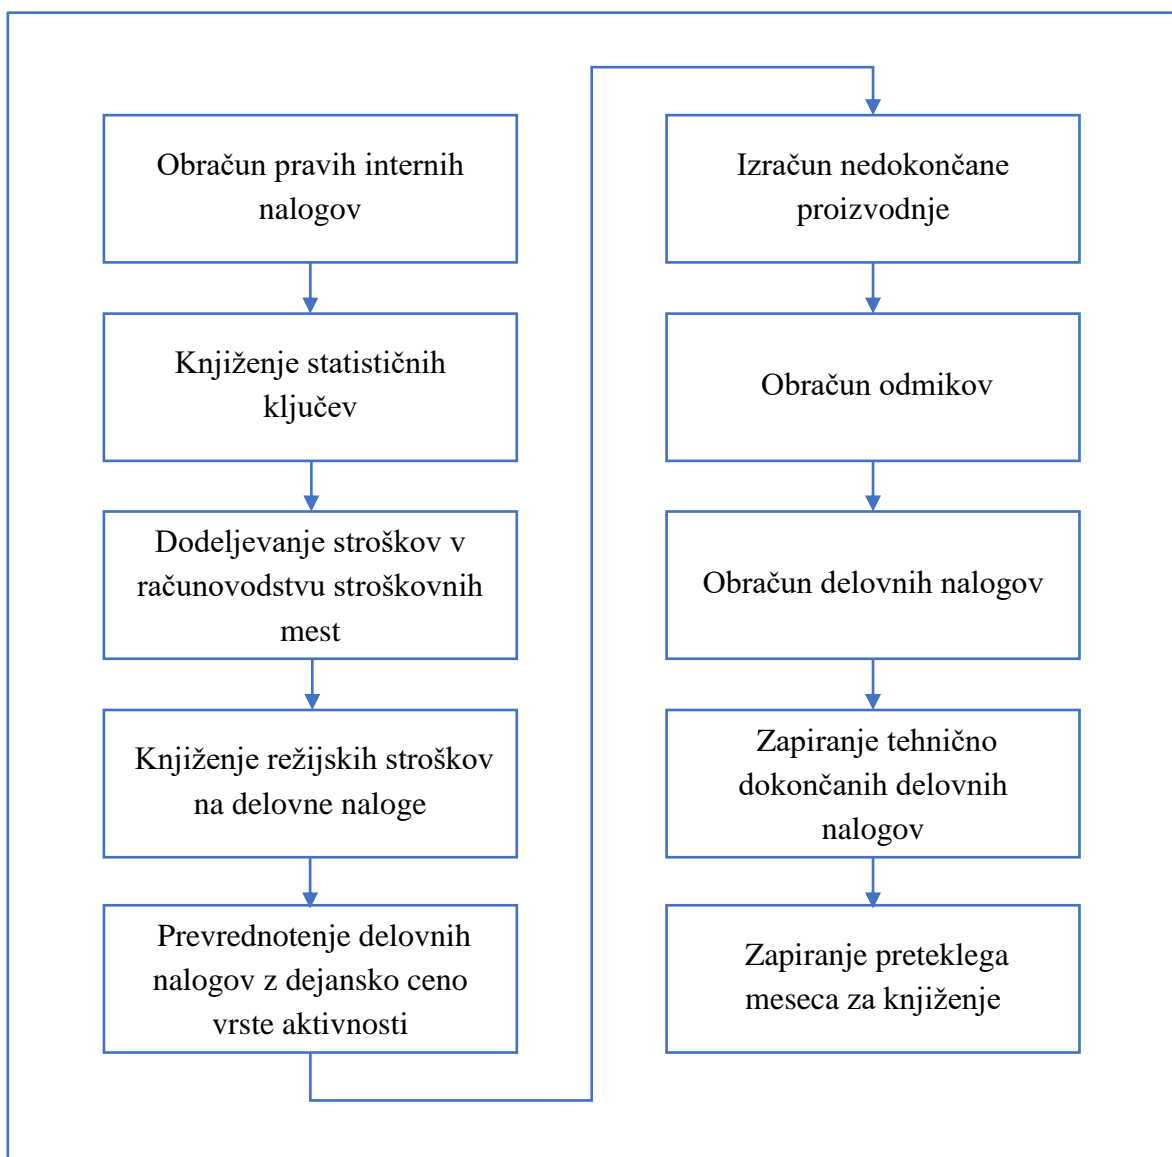 Obračun pravih internih
nalogov
Knjiženje statističnih
ključev
Dodeljevanje stroškov v
računovodstvu stroškovnih
mest
Knjiženje režijskih stroškov
na delovne naloge
Prevrednotenje delovnih
nalogov z dejansko ceno
vrste aktivnosti
Izračun nedokončane
proizvodnje
Obračun odmikov
Obračun delovnih nalogov
Zapiranje tehnično
dokončanih delovnih
nalogov
Zapiranje preteklega
meseca za knjiženje